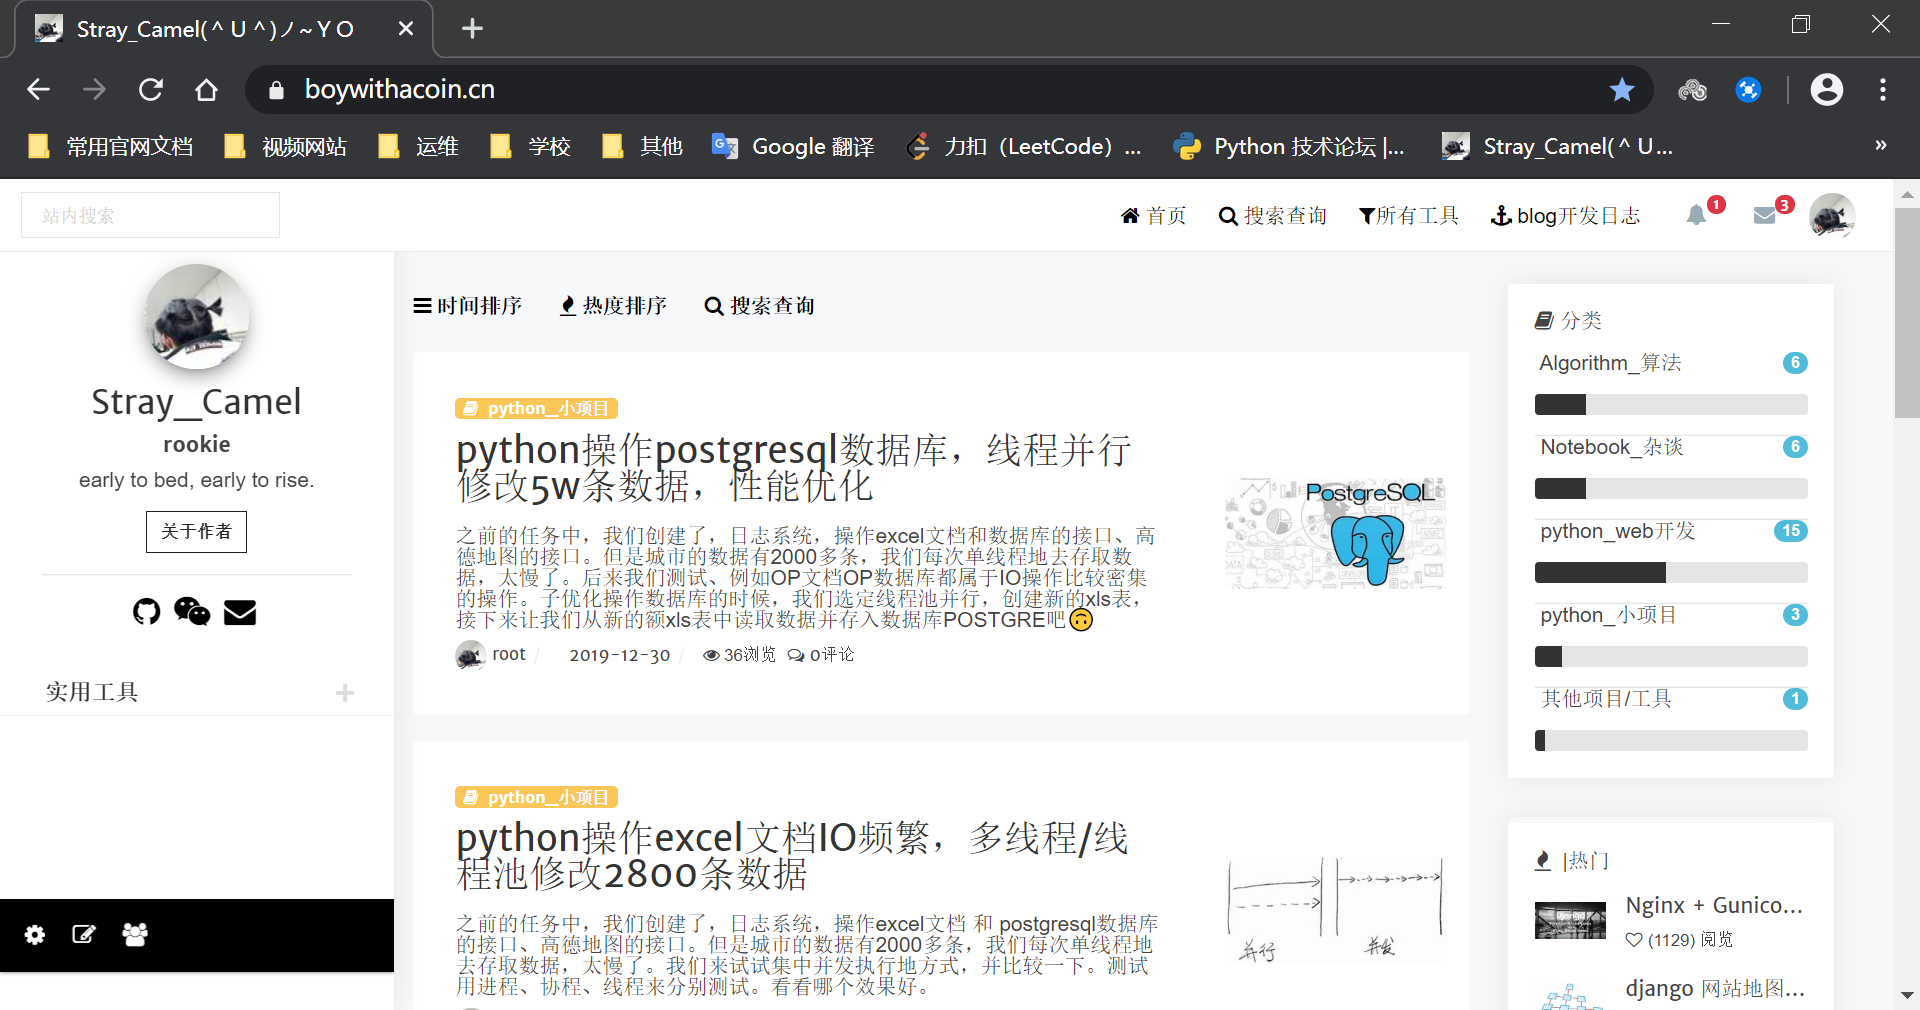 Stray_Camel(＾Ｕ＾)ノ~ＹＯ
boywithacoin.cn
常用官网文档 视频网站 运维 学校 其他 Google 翻译 力扣（LeetCode）... Python 技术论坛 |... Stray_Camel(＾Ｕ...
站内搜索
首页 搜索查询 所有工具 blog开发日志 1 3
Stray__Camel
rookie
early to bed, early to rise.
关于作者
实用工具
时间排序 热度排序 搜索查询
python_小项目
python操作postgresql数据库，线程并行
修改5w条数据，性能优化
之前的任务中，我们创建了，日志系统，操作excel文档和数据库的接口、高
德地图的接口。但是城市的数据有2000多条，我们每次单线程地去存取数
据，太慢了。后来我们测试、例如OP文档OP数据库都属于IO操作比较密集
的操作。子优化操作数据库的时候，我们选定线程池并行，创建新的xls表，
接下来让我们从新的额xls表中读取数据并存入数据库POSTGRE吧🙃
root / 2019-12-30 / 36浏览 0评论
PostgreSQL
python_小项目
python操作excel文档IO频繁，多线程/线
程池修改2800条数据
之前的任务中，我们创建了，日志系统，操作excel文档 和 postgresql数据库
的接口、高德地图的接口。但是城市的数据有2000多条，我们每次单线程地
去存取数据，太慢了。我们来试试集中并发执行地方式，并比较一下。测试
用进程、协程、线程来分别测试。看看哪个效果好。
并行 并发
分类
Algorithm_算法 6
Notebook_杂谈 6
python_web开发 15
python_小项目 3
其他项目/工具 1
|热门
Nginx + Gunico...
(1129) 阅览
django 网站地图...